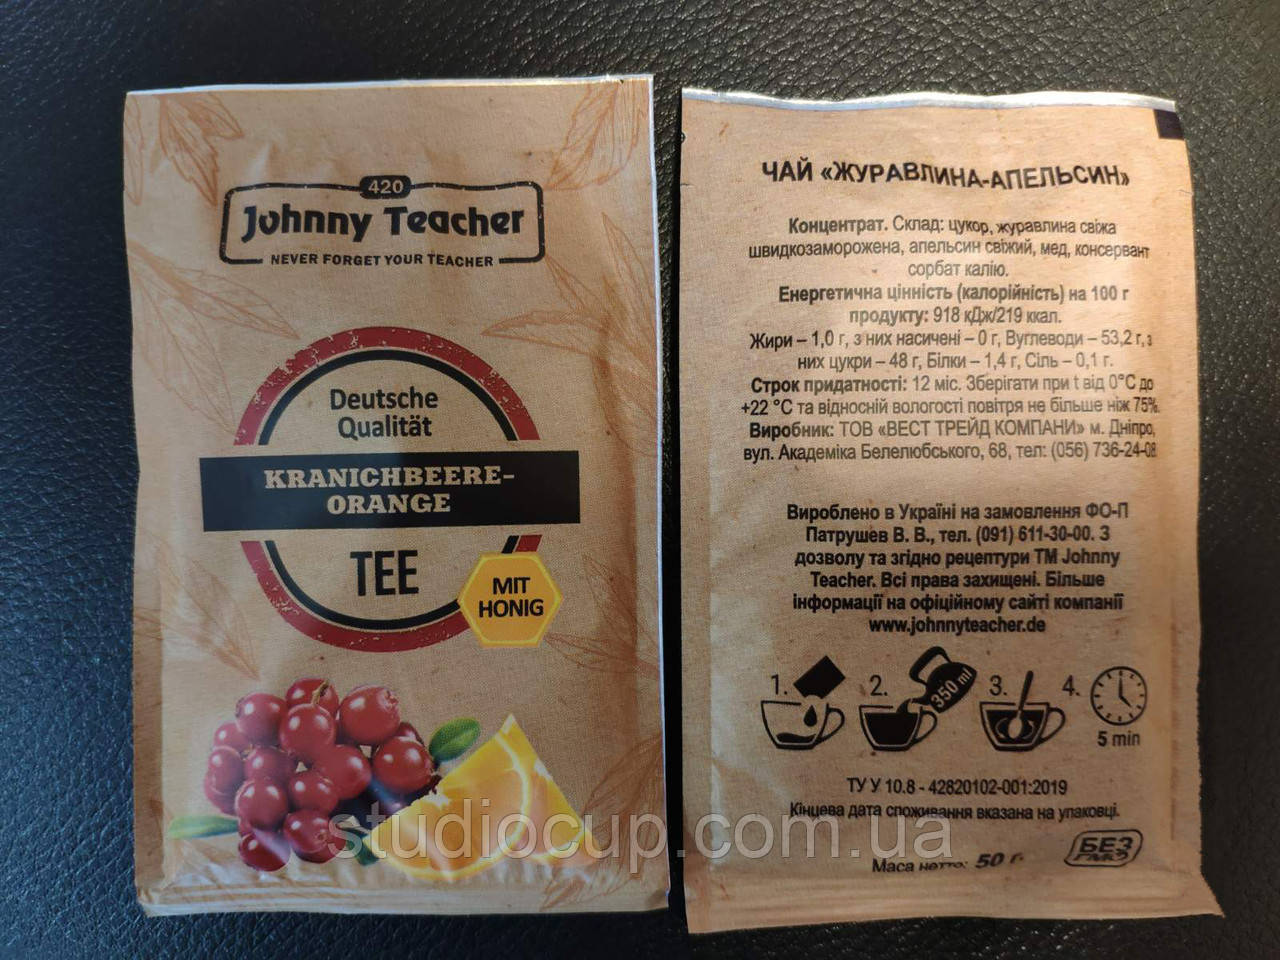 420
Johnny Teacher
NEVER FORGET YOUR TEACHER
Deutsche
Qualität
KRANICHBEERE-
ORANGE
TEE
MIT
HONIG
ЧАЙ «ЖУРАВЛИНА-АПЕЛЬСИН»
Концентрат. Склад: цукор, журавлина свіжа
швидкозаморожена, апельсин свіжий, мед, консервант
сорбат калію.
Енергетична цінність (калорійність) на 100 г
продукту: 918 кДж/219 ккал.
Жири – 1,0 г, з них насичені – 0 г, Вуглеводи – 53,2 г, з
них цукри – 48 г, Білки – 1,4 г, Сіль – 0,1 г.
Строк придатності: 12 міс. Зберігати при t від 0°С до
+22 °С та відносній вологості повітря не більше ніж 75%.
Виробник: ТОВ «ВЕСТ ТРЕЙД КОМПАНИ» м. Дніпро,
вул. Академіка Белелюбського, 68, тел: (056) 736-24-08
Вироблено в Україні на замовлення ФО-П
Патрушев В. В., тел. (091) 611-30-00. З
дозволу та згідно рецептури ТМ Johnny
Teacher. Всі права захищені. Більше
інформації на офіційному сайті компанії
www.johnnyteacher.de
1. 2. 350 ml 3. 4.
5 min
ТУ У 10.8 - 42820102-001:2019
Кінцева дата споживання вказана на упаковці.
Маса нетто: 50 г
БЕЗ
ГМО
studiocup.com.ua